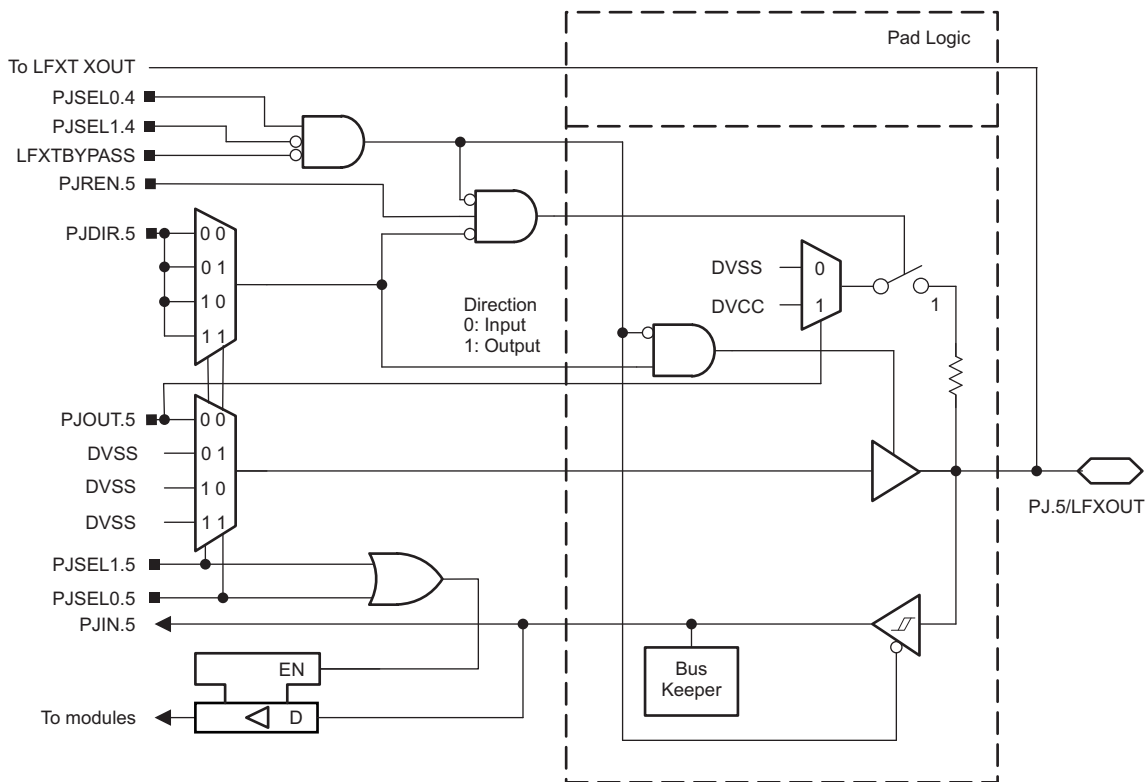 Pad Logic
To LFXT XOUT
PJSEL0.4
PJSEL1.4
LFXTBYPASS
PJREN.5
PJDIR.5
0 0
0 1
1 0
1 1
Direction
0: Input
1: Output
DVSS
0
DVCC
1
1
PJOUT.5
0 0
DVSS
0 1
DVSS
1 0
DVSS
1 1
PJ.5/LFXOUT
PJSEL1.5
PJSEL0.5
PJIN.5
EN
Bus
Keeper
To modules
D